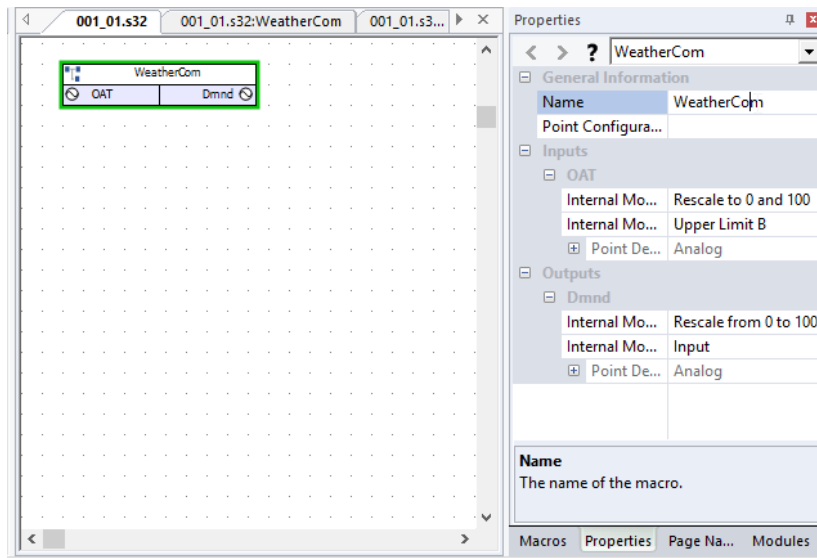 001_01.s32
001_01.s32:WeatherCom
001_01.s3...
WeatherCom
OAT
Dmnd
Properties
? WeatherCom
General Information
Name WeatherCom
Point Configura...
Inputs
OAT
Internal Mo... Rescale to 0 and 100
Internal Mo... Upper Limit B
Point De... Analog
Outputs
Dmnd
Internal Mo... Rescale from 0 to 100
Internal Mo... Input
Point De... Analog
Name
The name of the macro.
Macros Properties Page Na... Modules